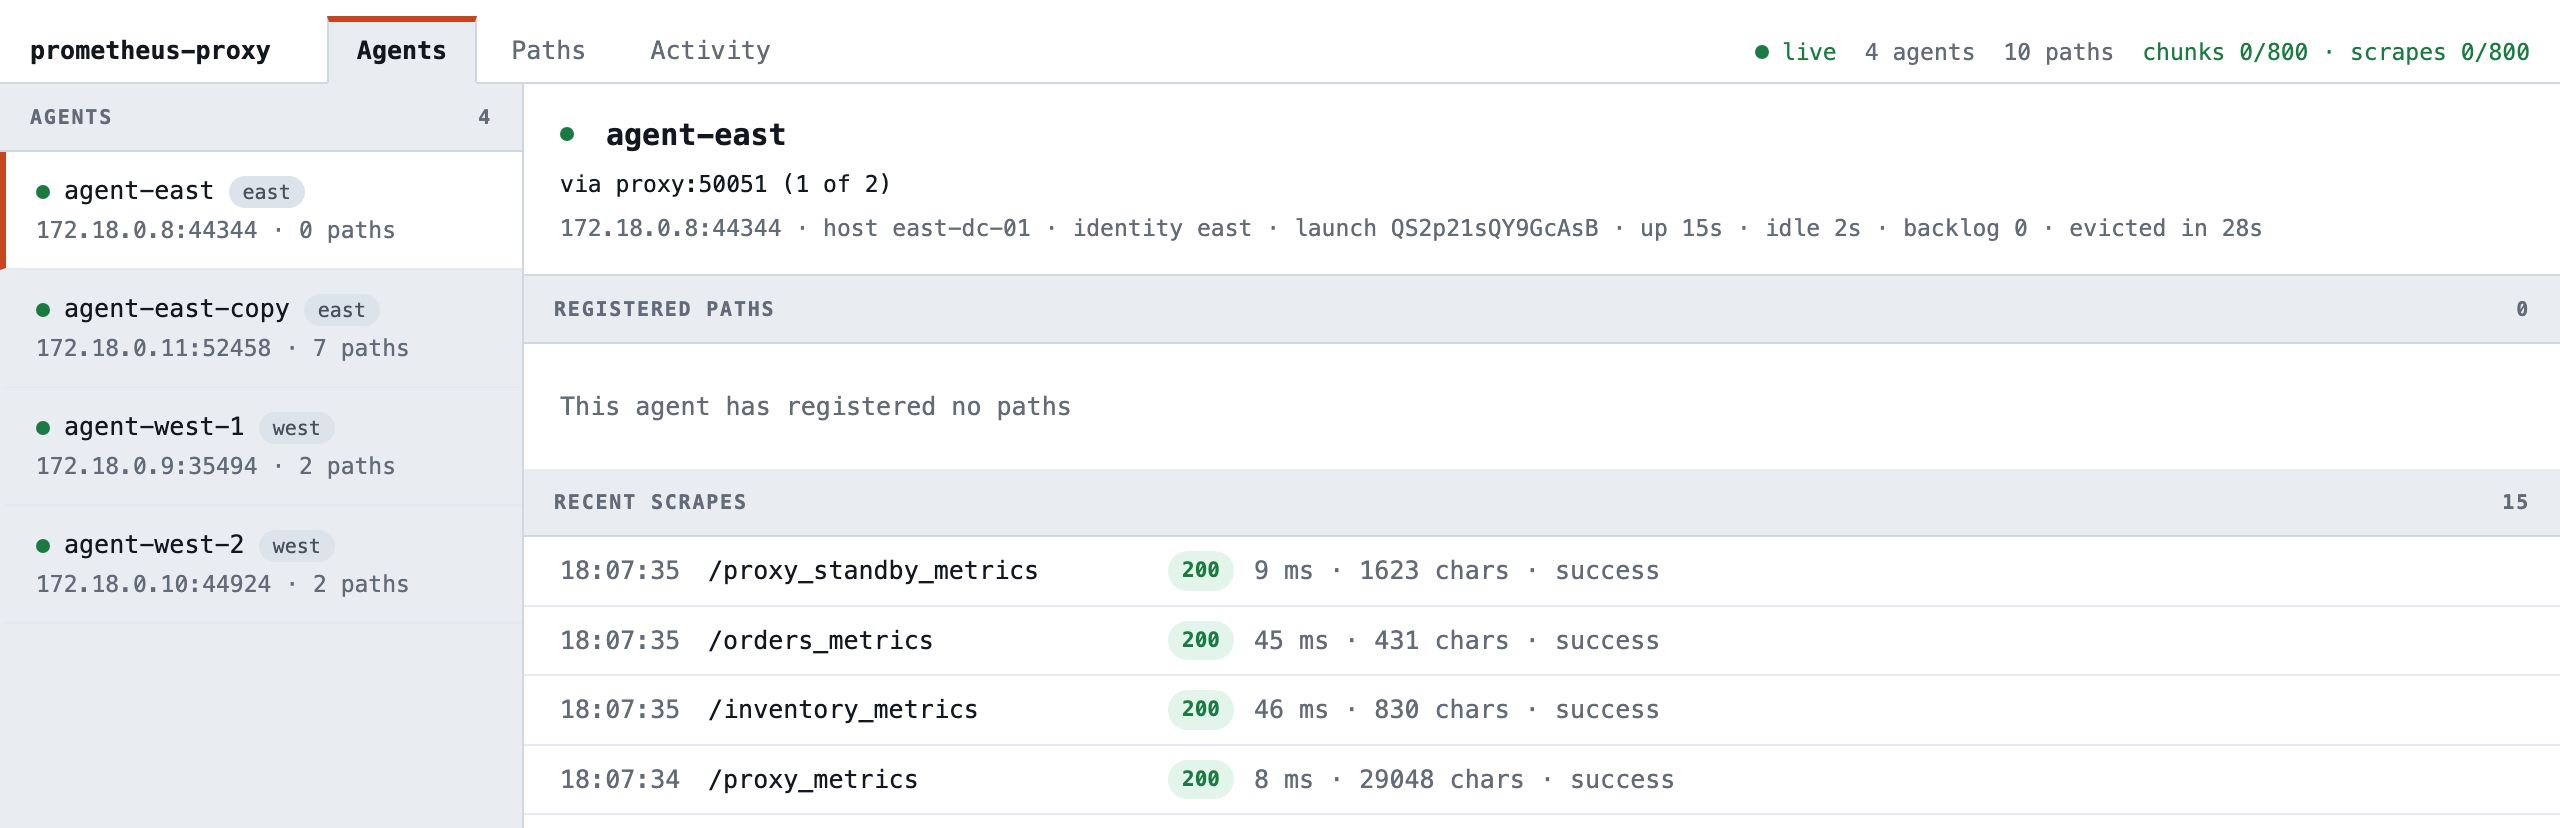 prometheus-proxy Agents Paths Activity live 4 agents 10 paths chunks 0/800 · scrapes 0/800
AGENTS 4
agent-east east
172.18.0.8:44344 · 0 paths
agent-east-copy east
172.18.0.11:52458 · 7 paths
agent-west-1 west
172.18.0.9:35494 · 2 paths
agent-west-2 west
172.18.0.10:44924 · 2 paths
agent-east
via proxy:50051 (1 of 2)
172.18.0.8:44344 · host east-dc-01 · identity east · launch QS2p21sQY9GcAsB · up 15s · idle 2s · backlog 0 · evicted in 28s
REGISTERED PATHS 0
This agent has registered no paths
RECENT SCRAPES 15
18:07:35 /proxy_standby_metrics 200 9 ms · 1623 chars · success
18:07:35 /orders_metrics 200 45 ms · 431 chars · success
18:07:35 /inventory_metrics 200 46 ms · 830 chars · success
18:07:34 /proxy_metrics 200 8 ms · 29048 chars · success